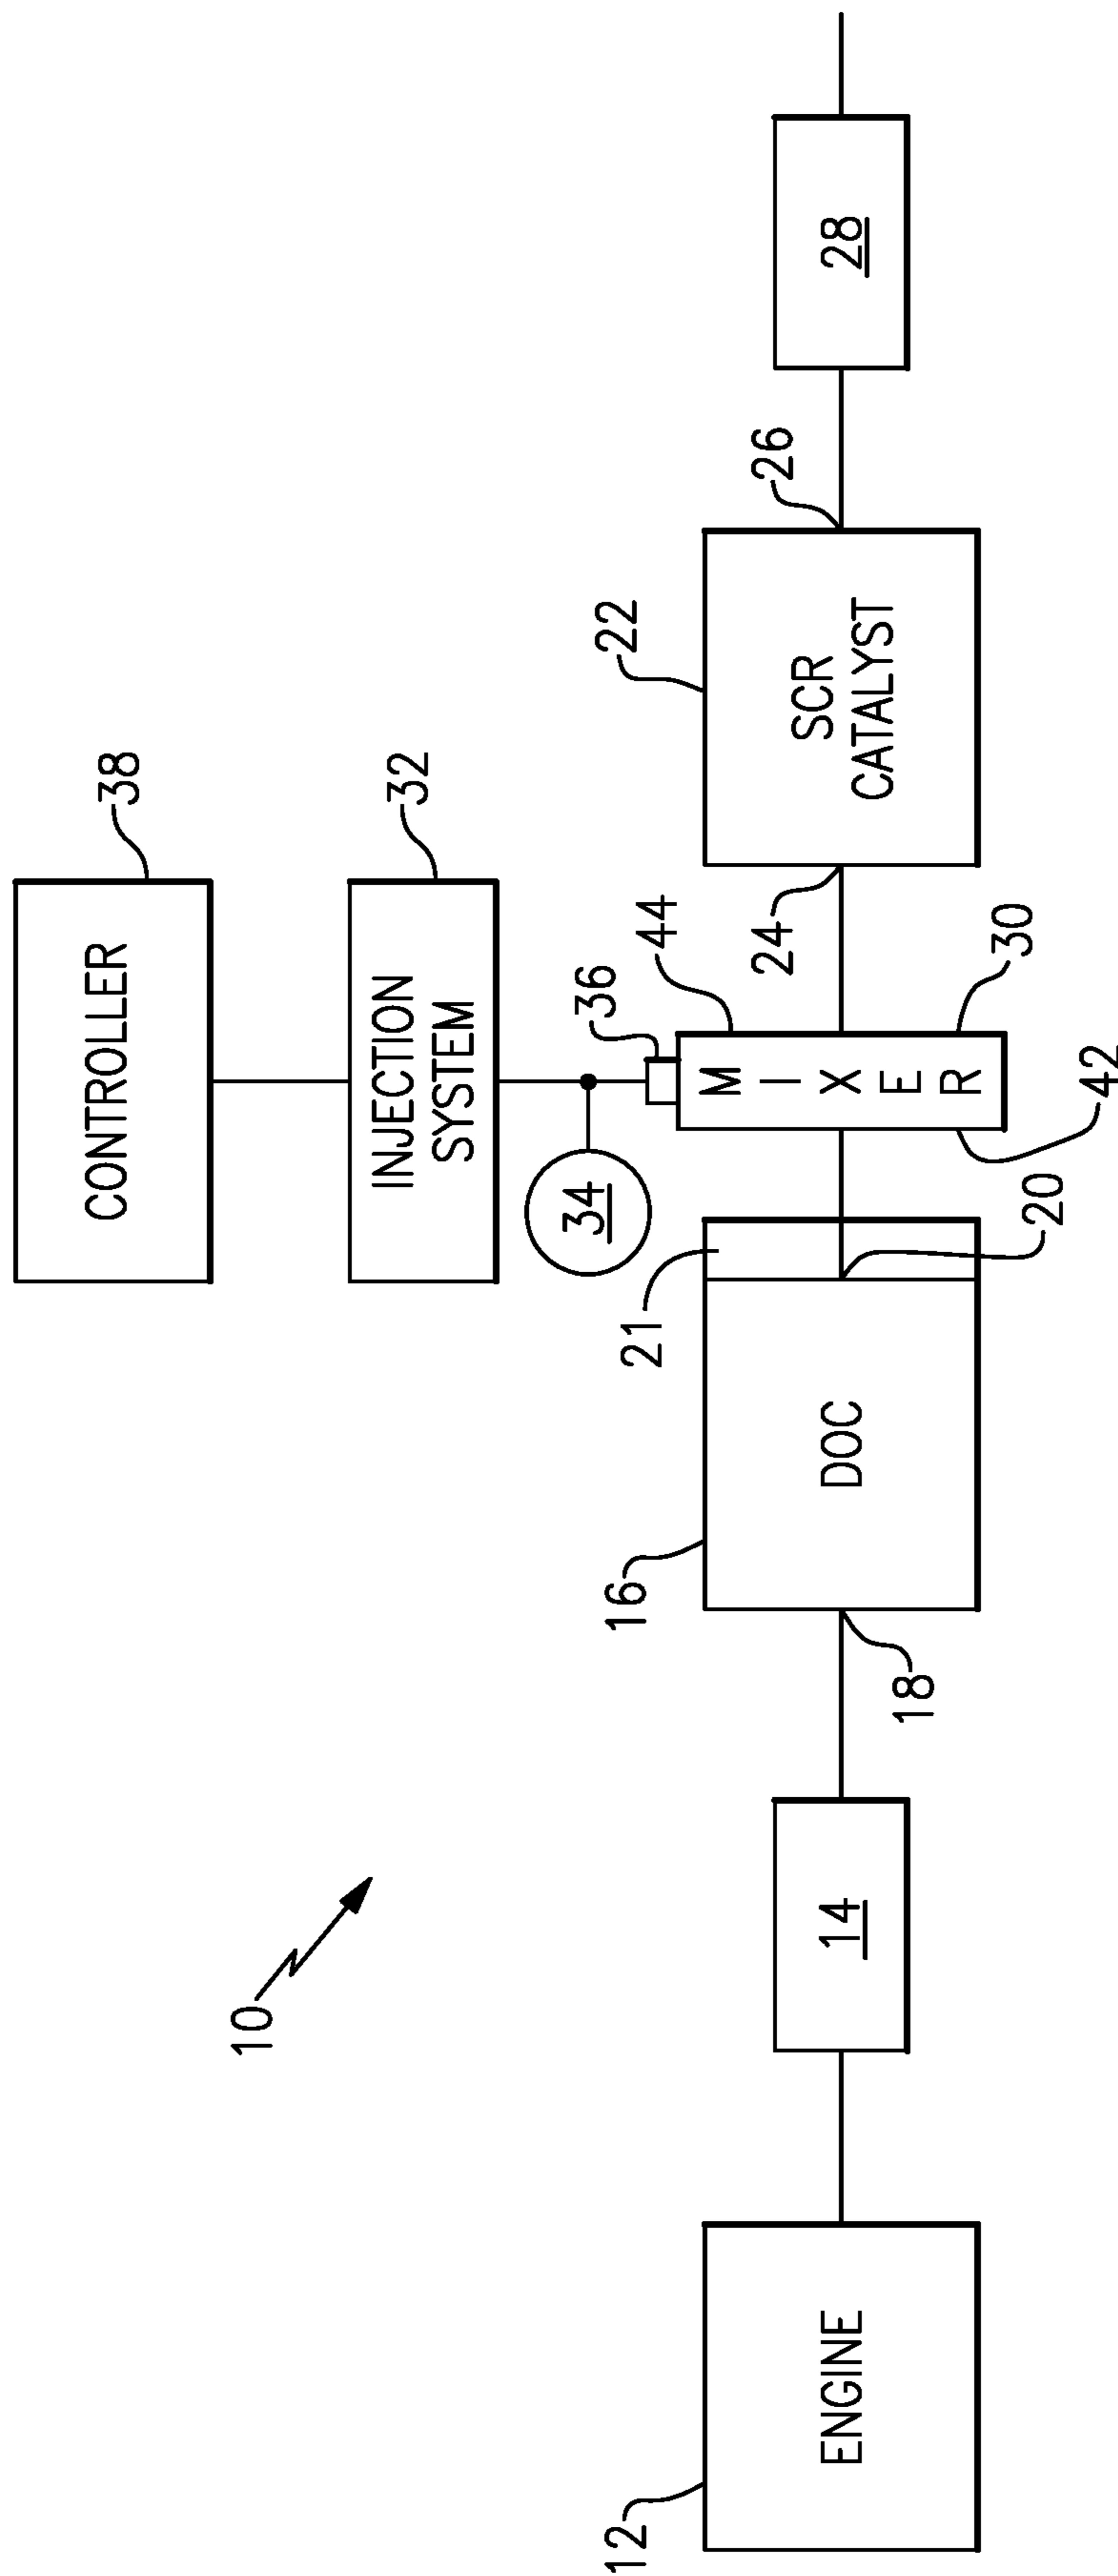 10
CONTROLLER
38
INJECTION
SYSTEM
32
34
36
44
MIXER
30
42
12
ENGINE
14
16
DOC
18
21
20
22
SCR
CATALYST
24
26
28